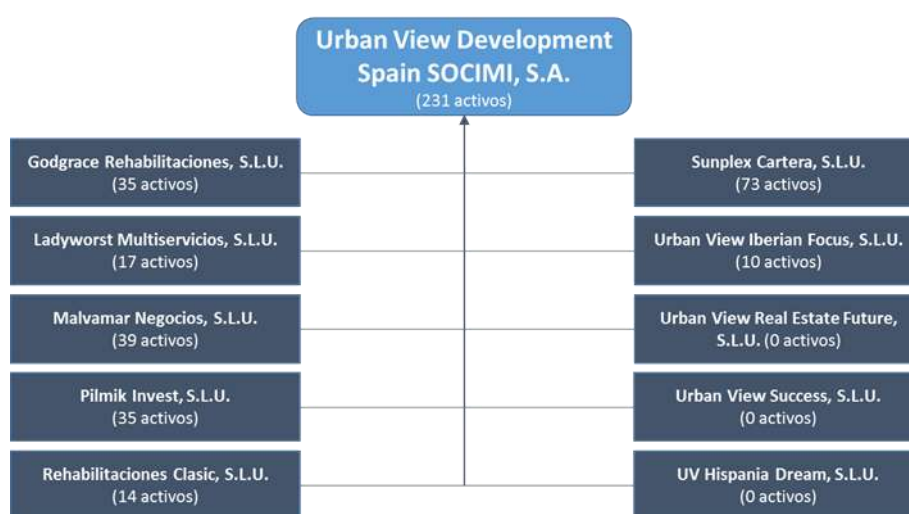 Urban View Development
Spain SOCIMI, S.A.
(231 activos)
Godgrace Rehabilitaciones, S.L.U.
(35 activos)
Ladyworst Multiservicios, S.L.U.
(17 activos)
Malvamar Negocios, S.L.U.
(39 activos)
Pilmik Invest, S.L.U.
(35 activos)
Rehabilitaciones Clasic, S.L.U.
(14 activos)
Sunplex Cartera, S.L.U.
(73 activos)
Urban View Iberian Focus, S.L.U.
(10 activos)
Urban View Real Estate Future,
S.L.U. (0 activos)
Urban View Success, S.L.U.
(0 activos)
UV Hispania Dream, S.L.U.
(0 activos)